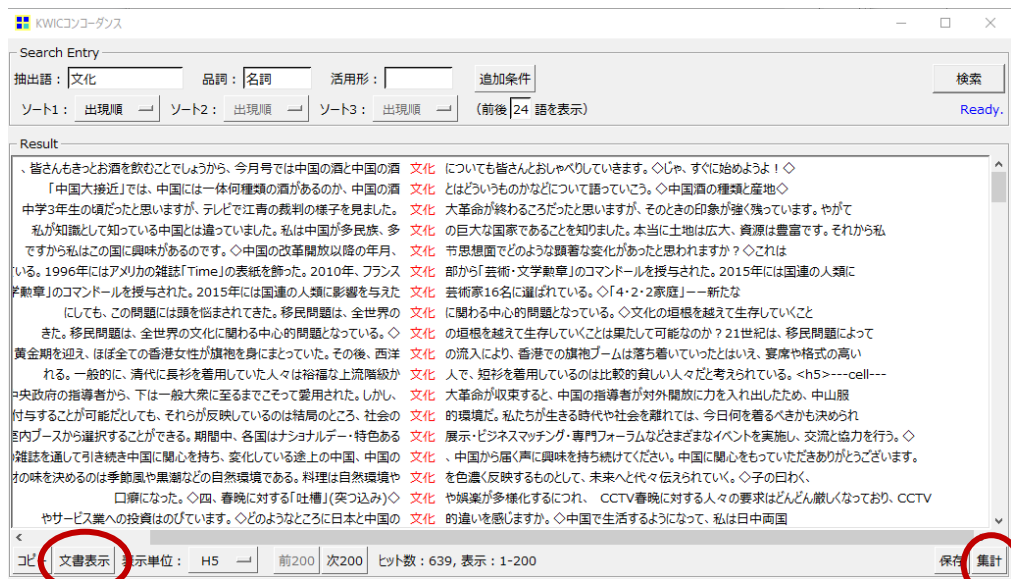 KWICコンコーダンス
Search Entry
抽出語： 文化 品詞： 名詞 活用形： 追加条件 検索
ソート1： 出現順 ソート2： 出現順 ソート3： 出現順 （前後 24 語を表示） Ready.
Result
、皆さんもきっとお酒を飲むことでしょうから、今月号では中国の酒と中国の酒 文化 についても皆さんとおしゃべりしていきます。◇じゃ、すぐに始めようよ！◇
「中国大接近」では、中国には一体何種類の酒があるのか、中国の酒 文化 とはどういうものかなどについて語っていこう。◇中国酒の種類と産地◇
中学3年生の頃だったと思いますが、テレビで江青の裁判の様子を見ました。 文化 大革命が終わるころだったと思いますが、そのときの印象が強く残っています。やがて
私が知識として知っている中国とは違っていました。私は中国が多民族、多 文化 の巨大な国家であることを知りました。本当に土地は広大、資源は豊富です。それから私
ですから私はこの国に興味があるのです。◇中国の改革開放以降の年月、 文化 芸思想面でどのような顕著な変化があったと思われますか？◇これは
いる。1996年にはアメリカの雑誌「Time」の表紙を飾った。2010年、フランス 文化 部から「芸術・文学勲章」のコマンドールを授与された。2015年には国連の人類に
学勲章」のコマンドールを授与された。2015年には国連の人類に影響を与えた 文化 芸術家16名に選ばれている。◇「4・2・2家庭」ーー新たな
にしても、この問題には頭を悩まされてきた。移民問題は、全世界の 文化 に関わる中心的問題となっている。◇文化の垣根を越えて生存していくこと
きた。移民問題は、全世界の文化に関わる中心的問題となっている。◇ 文化 の垣根を越えて生存していくことは果たして可能なのか？21世紀は、移民問題によって
黄金期を迎え、ほぼ全ての香港女性が旗袍を身にまとっていた。その後、西洋 文化 の流入により、香港での旗袍ブームは落ち着いていったとはいえ、宴席や格式の高い
れる。一般的に、清代に長衫を着用していた人々は裕福な上流階級か 文化 人で、短衫を着用しているのは比較的貧しい人々だと考えられている。<h5>---cell---
中央政府の指導者から、下は一般大衆に至るまでこぞって愛用された。しかし、 文化 大革命が収束すると、中国の指導者が対外開放に力を入れ出したため、中山服
付与することが可能だとしても、それらが反映しているのは結局のところ、社会の 文化 的環境だ。私たちが生きる時代や社会を離れては、今日何を着るべきかも決められ
室内ブースから選択することができる。期間中、各国はナショナルデー・特色ある 文化 展示・ビジネスマッチング・専門フォーラムなどさまざまなイベントを実施し、交流と協力を行う。◇
雑誌を通して引き続き中国に関心を持ち、変化している途上の中国、中国の 文化 、中国から届く声に興味を持ち続けてください。中国に関心をもっていただきありがとうございます。
材の味を決めるのは季節風や黒潮などの自然環境である。料理は自然環境や 文化 を色濃く反映するものとして、未来へと代々伝えられていく。◇子の曰わく、
口癖になった。◇四、春晩に対する「吐槽」(突っ込み)◇ 文化 や娯楽が多様化するにつれ、 CCTV春晩に対する人々の要求はどんどん厳しくなっており、CCTV
やサービス業への投資はのびています。◇どのようなところに日本と中国の 文化 的違いを感じますか。◇中国で生活するようになって、私は日中両国
コピー 文書表示 表示単位： H5 前200 次200 ヒット数：639, 表示：1-200 保存 集計